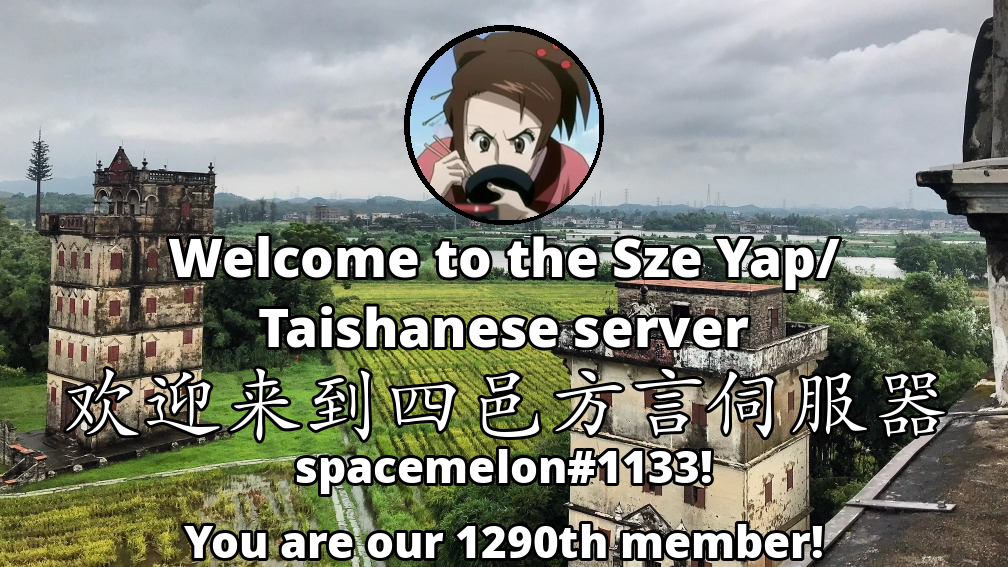 Welcome to the Sze Yap/
Taishanese server
欢迎来到四邑方言伺服器
spacemelon#1133!
You are our 1290th member!